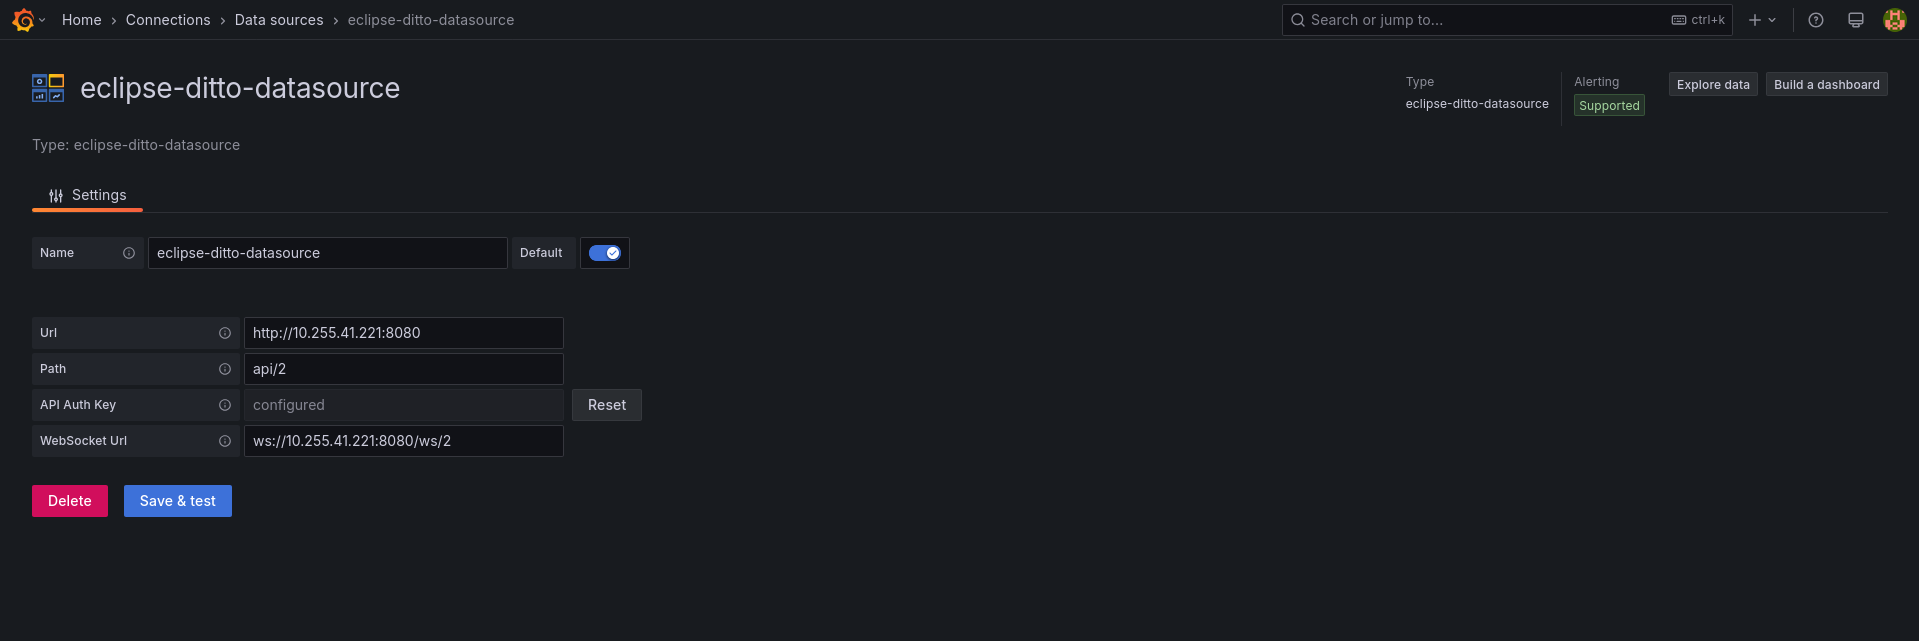 Home > Connections > Data sources > eclipse-ditto-datasource Search or jump to... ctrl+k
eclipse-ditto-datasource
Type
eclipse-ditto-datasource
Alerting
Supported
Explore data Build a dashboard
Type: eclipse-ditto-datasource
Settings
Name eclipse-ditto-datasource Default
Url http://10.255.41.221:8080
Path api/2
API Auth Key configured Reset
WebSocket Url ws://10.255.41.221:8080/ws/2
Delete Save & test